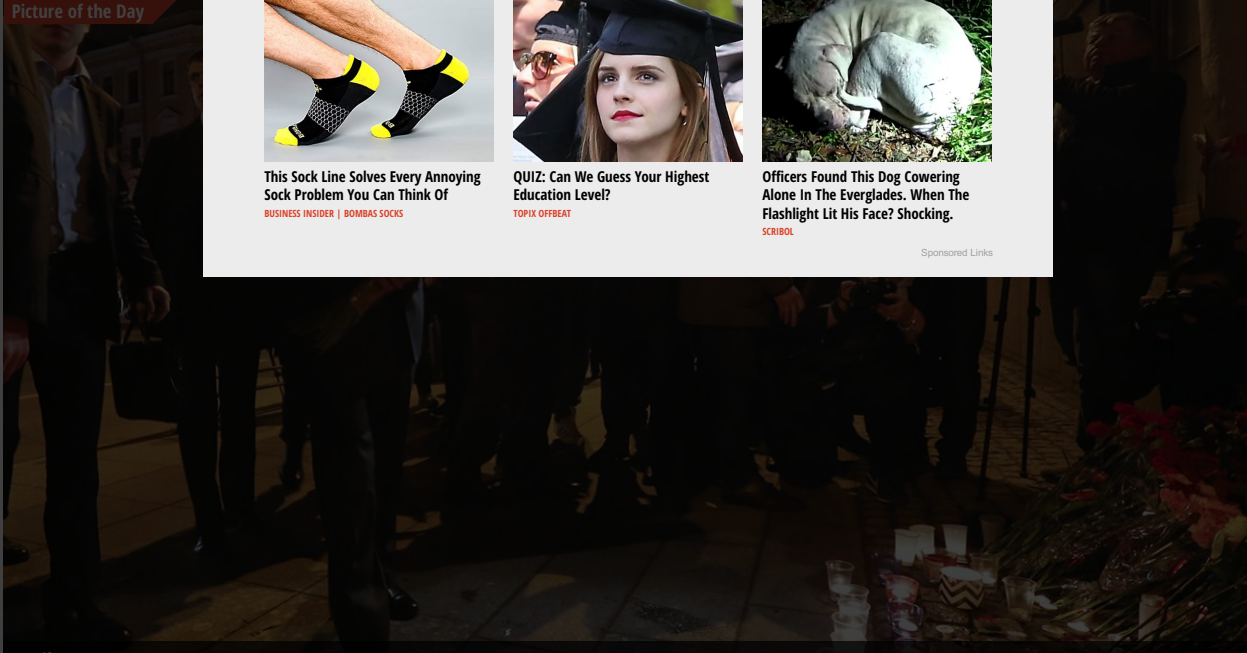 Picture of the Day
This Sock Line Solves Every Annoying
Sock Problem You Can Think Of
BUSINESS INSIDER | BOMBAS SOCKS
QUIZ: Can We Guess Your Highest
Education Level?
TOPIX OFFBEAT
Officers Found This Dog Cowering
Alone In The Everglades. When The
Flashlight Lit His Face? Shocking.
SCRIBOL
Sponsored Links